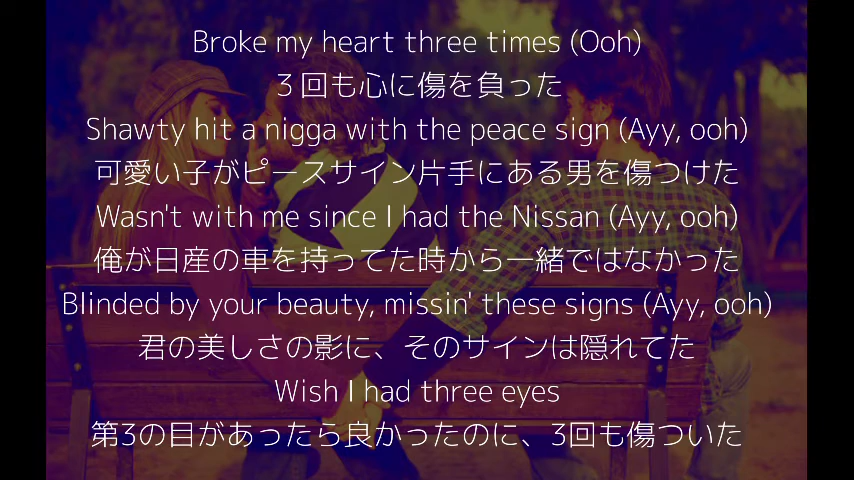 Broke my heart three times (Ooh)
３回も心に傷を負った
Shawty hit a nigga with the peace sign (Ayy, ooh)
可愛い子がピースサイン片手にある男を傷つけた
Wasn't with me since I had the Nissan (Ayy, ooh)
俺が日産の車を持ってた時から一緒ではなかった
Blinded by your beauty, missin' these signs (Ayy, ooh)
君の美しさの影に、そのサインは隠れてた
Wish I had three eyes
第3の目があったら良かったのに、3回も傷ついた